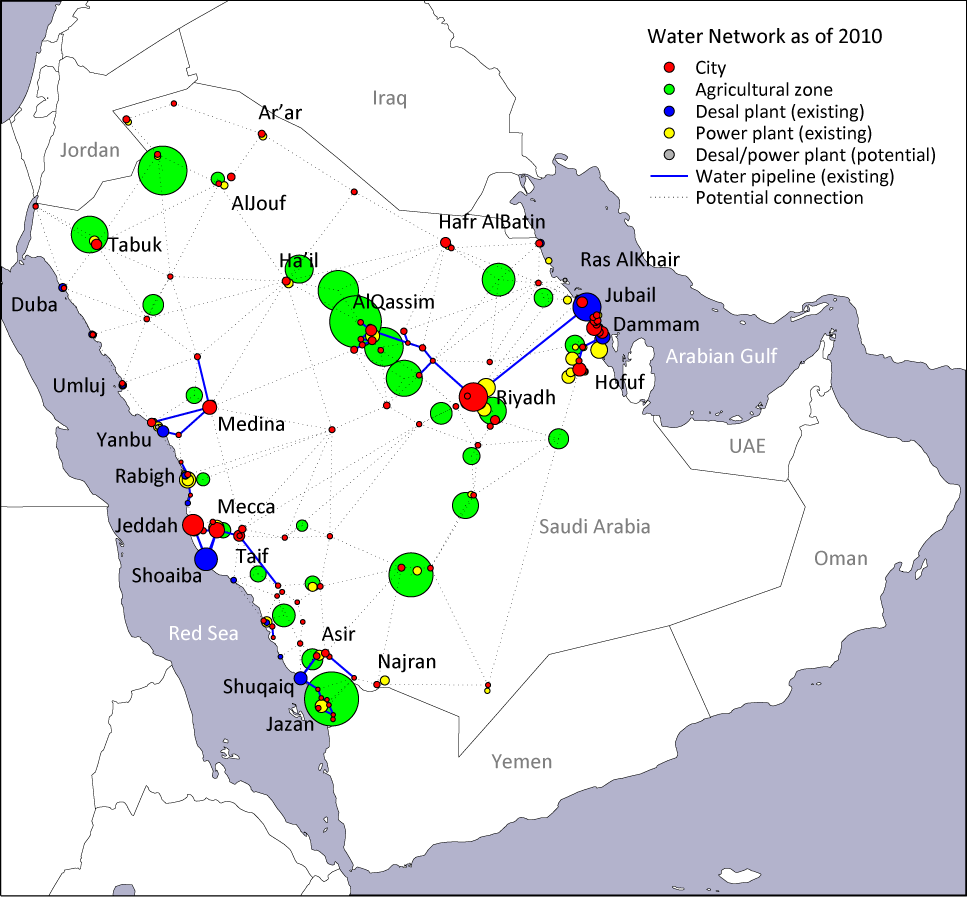 Water Network as of 2010
City
Agricultural zone
Desal plant (existing)
Power plant (existing)
Desal/power plant (potential)
Water pipeline (existing)
Potential connection
Iraq
Ar'ar
Jordan
AlJouf
Hafr AlBatin
Tabuk
Ha'il
Ras AlKhair
Duba
AlQassim
Jubail
Dammam
Arabian Gulf
Umluj
Hofuf
Riyadh
Medina
Yanbu
UAE
Rabigh
Mecca
Jeddah
Saudi Arabia
Taif
Oman
Shoaiba
Red Sea
Asir
Najran
Shuqaiq
Jazan
Yemen